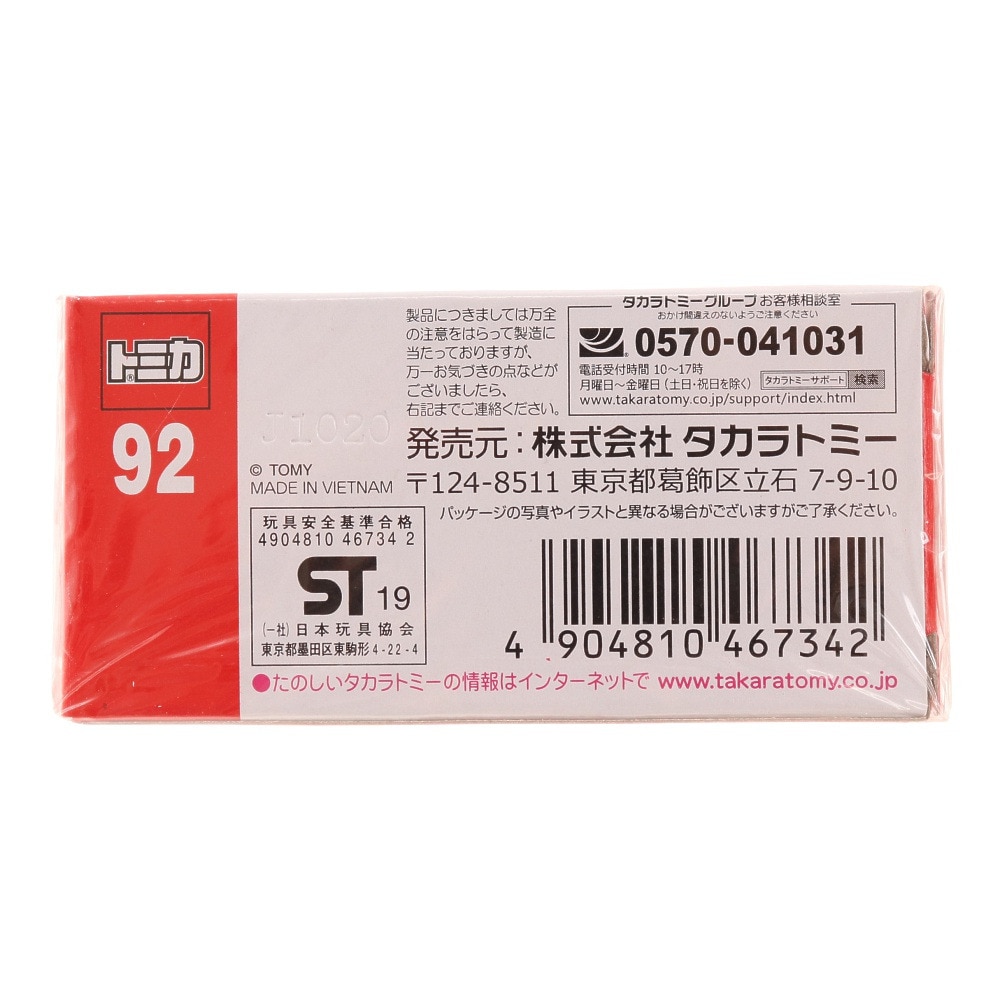 トミカ
®
92
J1020
© TOMY
MADE IN VIETNAM
玩具安全基準合格
4904810 46734 2
ST 19
(一社)日本玩具協会
東京都墨田区東駒形4-22-4
製品につきましては万全
の注意をはらって製造に
当たっておりますが、
万一お気づきの点などが
ございましたら、
右記までご連絡ください。
タカラトミーグループお客様相談室
おかけ間違えのないようご注意ください
0570-041031
電話受付時間 10～17時
月曜日～金曜日（土日・祝日を除く） タカラトミーサポート 検索
www.takaratomy.co.jp/support/index.html
発売元：株式会社 タカラトミー
〒124-8511 東京都葛飾区立石 7-9-10
パッケージの写真やイラストと異なる場合がございますがご了承ください。
4 904810 467342
●たのしいタカラトミーの情報はインターネットで www.takaratomy.co.jp